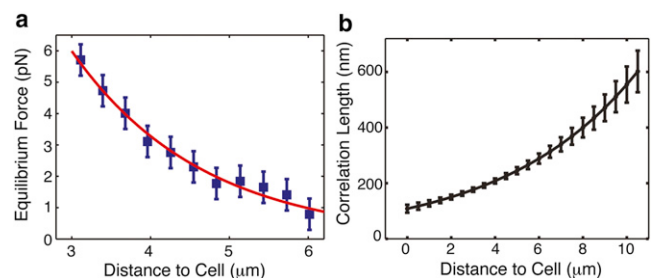 a
Equilibrium Force (pN)
6
5
4
3
2
1
0
3 4 5 6
Distance to Cell (μm)
b
Correlation Length (nm)
600
400
200
0
0 2 4 6 8 10
Distance to Cell (μm)